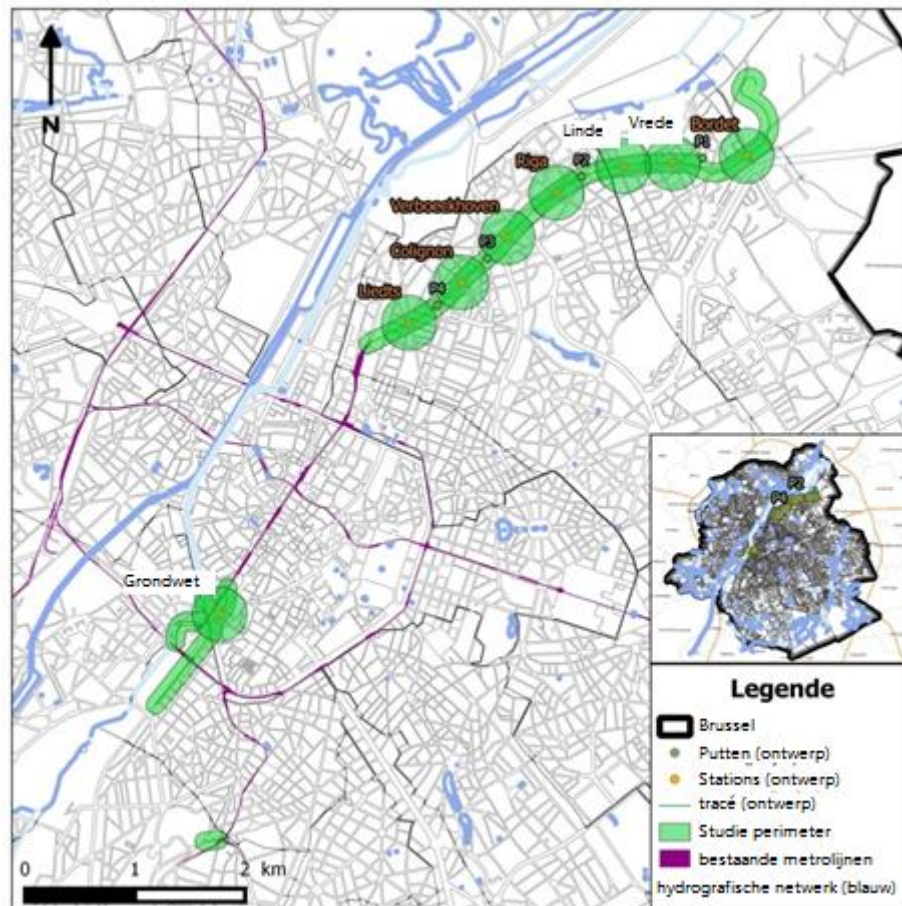 N
Linde
Vrede
Bordet
P1
P2
Riga
Verboeckhoven
P3
Colignon
P4
Liedts
Grondwet
P2
P4
Legende
Brussel
Putten (ontwerp)
Stations (ontwerp)
tracé (ontwerp)
Studie perimeter
bestaande metrolijnen
hydrografische netwerk (blauw)
0 1 2 km